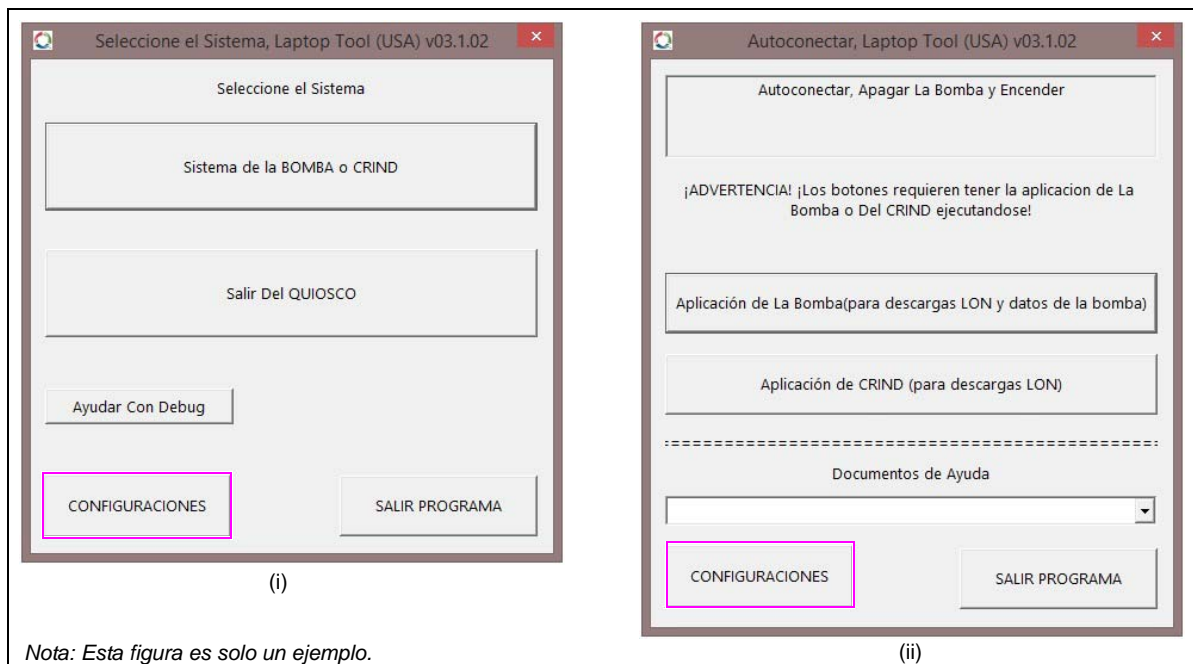 Seleccione el Sistema, Laptop Tool (USA) v03.1.02
Seleccione el Sistema
Sistema de la BOMBA o CRIND
Salir Del QUIOSCO
Ayudar Con Debug
CONFIGURACIONES
SALIR PROGRAMA
(i)
Nota: Esta figura es solo un ejemplo.
Autoconectar, Laptop Tool (USA) v03.1.02
Autoconectar, Apagar La Bomba y Encender
¡ADVERTENCIA! ¡Los botones requieren tener la aplicacion de La
Bomba o Del CRIND ejecutandose!
Aplicación de La Bomba(para descargas LON y datos de la bomba)
Aplicación de CRIND (para descargas LON)
Documentos de Ayuda
CONFIGURACIONES
SALIR PROGRAMA
(ii)